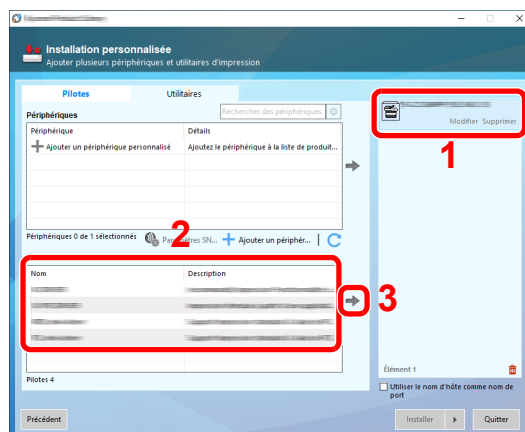 Installation personnalisée
Ajouter plusieurs périphériques et utilitaires d'impression
Pilotes
Utilitaires
Périphériques
Rechercher des périphériques
Périphérique
Détails
Ajouter un périphérique personnalisé
Ajoutez le périphérique à la liste de produit...
Périphériques 0 de 1 sélectionnés
Paramètres SN...
Ajouter un périphér...
2
Nom
Description
3
Pilotes 4
Modifier Supprimer
1
Élément 1
Utiliser le nom d'hôte comme nom de
port
Précédent
Installer
Quitter